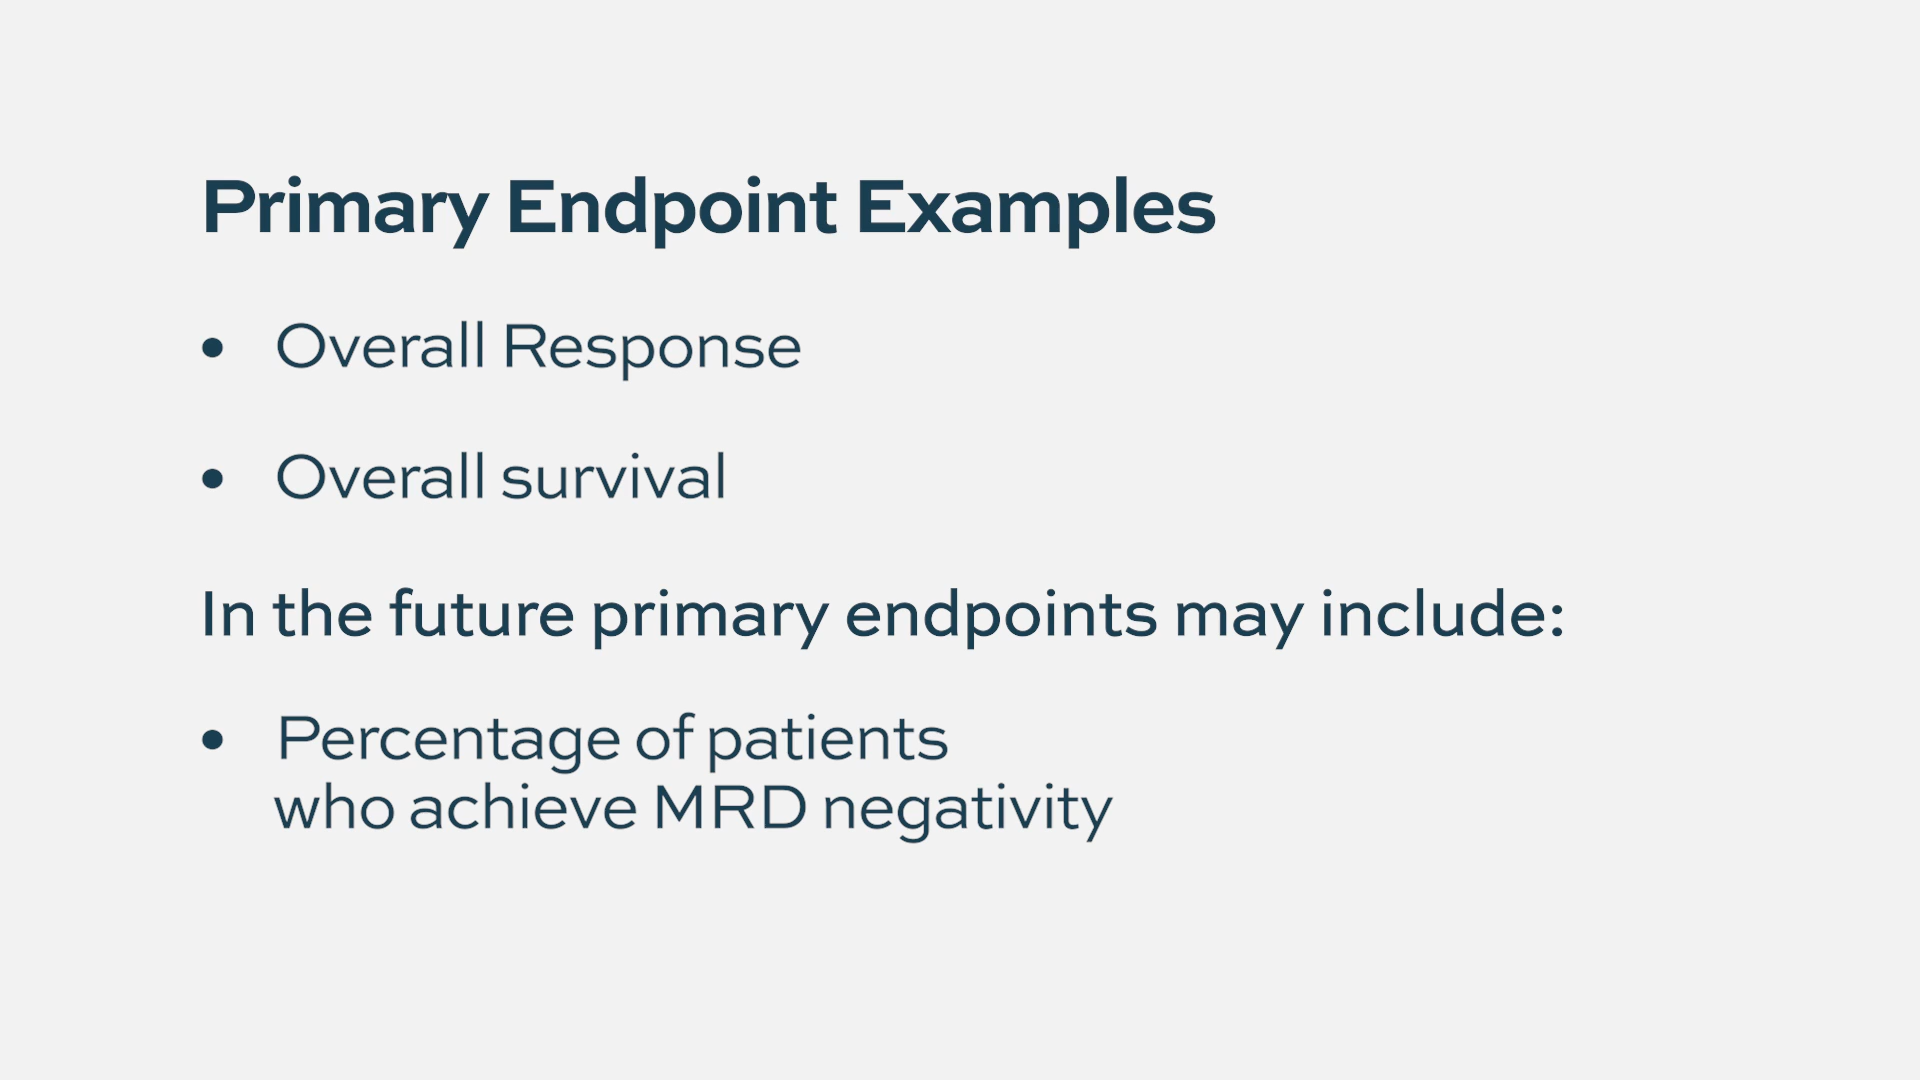 Primary Endpoint Examples
• Overall Response
• Overall survival
In the future primary endpoints may include:
• Percentage of patients
who achieve MRD negativity